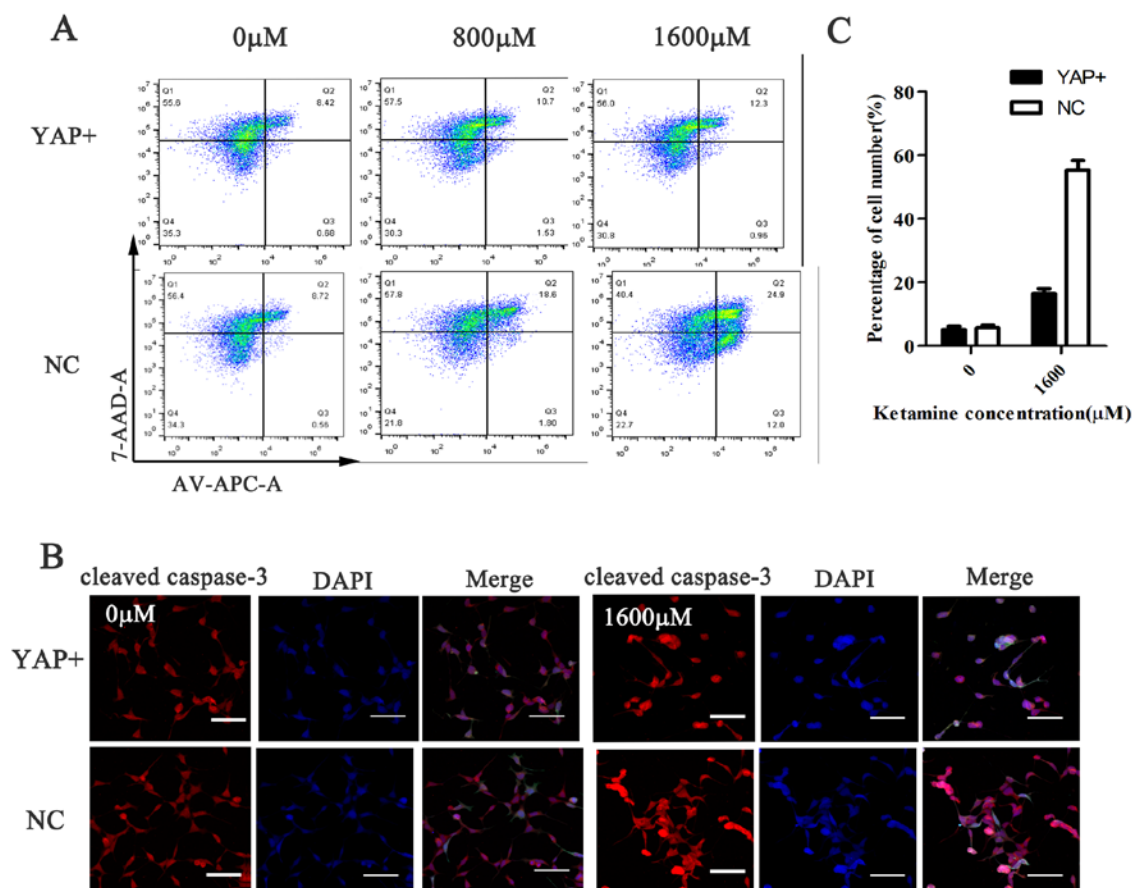 A
0μM
800μM
1600μM
YAP+
Q1
55.6
Q2
8.42
Q4
35.3
Q3
0.68
Q1
57.5
Q2
10.7
Q4
30.3
Q3
1.53
Q1
56.0
Q2
12.3
Q4
30.8
Q3
0.96
NC
Q1
56.4
Q2
8.72
Q4
34.3
Q3
0.56
Q1
57.8
Q2
18.6
Q4
21.8
Q3
1.80
Q1
40.4
Q2
24.9
Q4
22.7
Q3
12.0
7-AAD-A
AV-APC-A
C
YAP+
NC
Percentage of cell number(%)
80
60
40
20
0
0
1600
Ketamine concentration(μM)
B
cleaved caspase-3 DAPI Merge cleaved caspase-3 DAPI Merge
0μM
1600μM
YAP+
NC